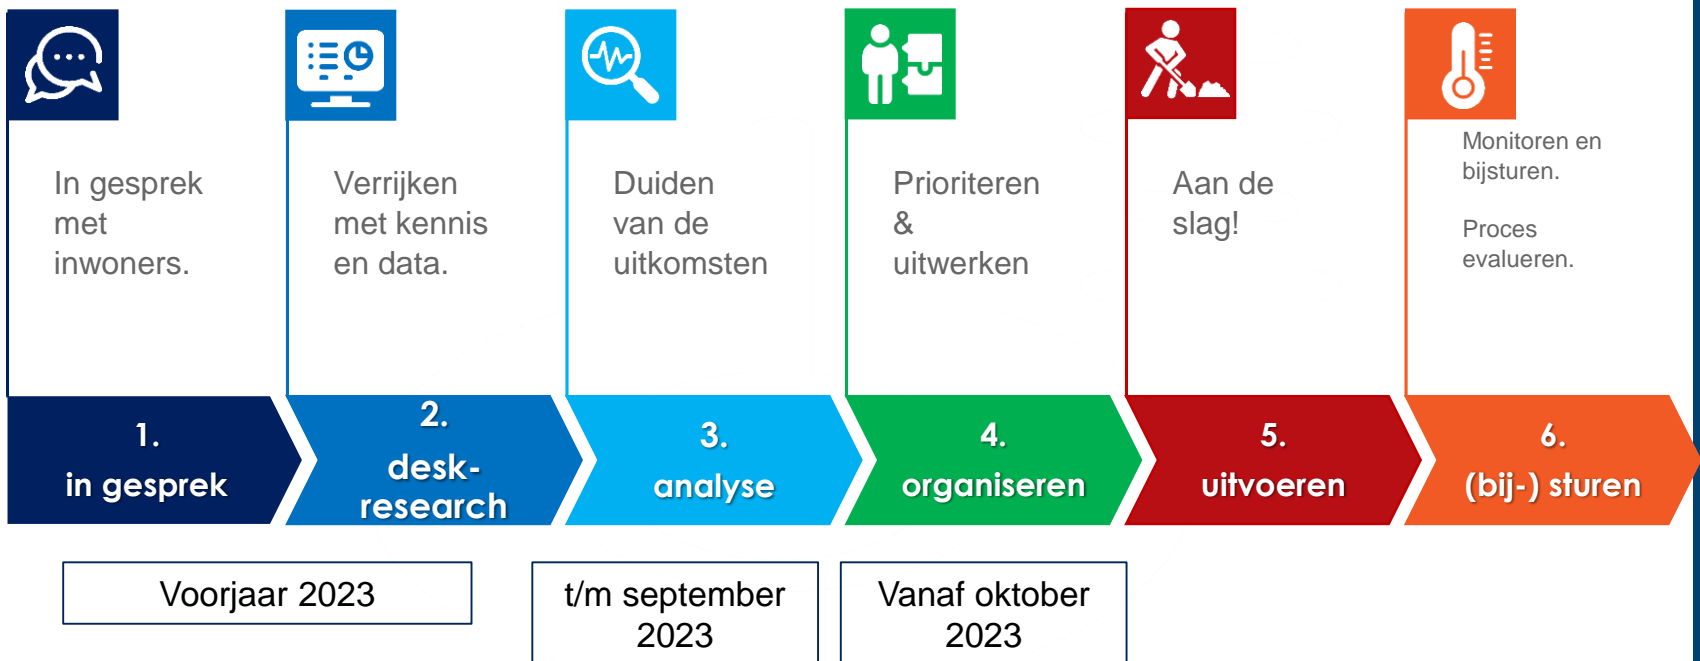 In gesprek
met
inwoners.
Verrijken
met kennis
en data.
Duiden
van de
uitkomsten
Prioriteren
&
uitwerken
Aan de
slag!
Monitoren en
bijsturen.
Proces
evalueren.
1.
in gesprek
2.
desk-
research
3.
analyse
4.
organiseren
5.
uitvoeren
6.
(bij-) sturen
Voorjaar 2023
t/m september
2023
Vanaf oktober
2023